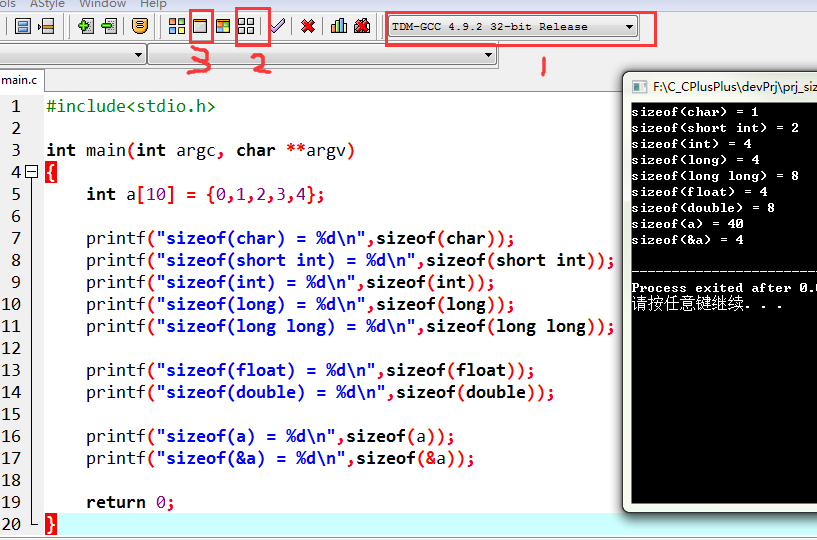 ols AStyle Window Help
TDM-GCC 4.9.2 32-bit Release
3 2 1
main.c
F:\C_CPlusPlus\devPrj\prj_siz
1 #include<stdio.h>
2
3 int main(int argc, char **argv)
4 {
5 int a[10] = {0,1,2,3,4};
6
7 printf("sizeof(char) = %d\n",sizeof(char));
8 printf("sizeof(short int) = %d\n",sizeof(short int));
9 printf("sizeof(int) = %d\n",sizeof(int));
10 printf("sizeof(long) = %d\n",sizeof(long));
11 printf("sizeof(long long) = %d\n",sizeof(long long));
12
13 printf("sizeof(float) = %d\n",sizeof(float));
14 printf("sizeof(double) = %d\n",sizeof(double));
15
16 printf("sizeof(a) = %d\n",sizeof(a));
17 printf("sizeof(&a) = %d\n",sizeof(&a));
18
19 return 0;
20 }
sizeof(char) = 1
sizeof(short int) = 2
sizeof(int) = 4
sizeof(long) = 4
sizeof(long long) = 8
sizeof(float) = 4
sizeof(double) = 8
sizeof(a) = 40
sizeof(&a) = 4
--------------------------------
Process exited after 0.
请按任意键继续. . .